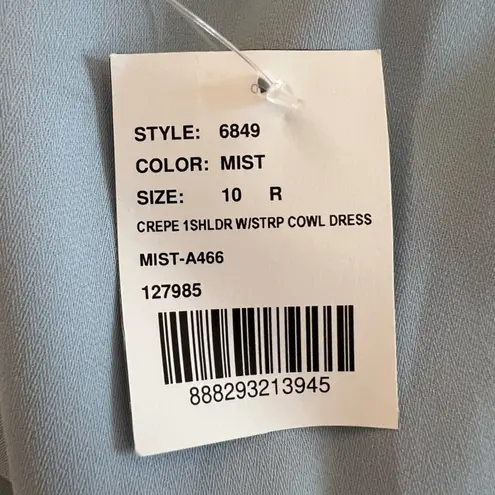 STYLE: 6849
COLOR: MIST
SIZE: 10 R
CREPE 1SHLDR W/STRP COWL DRESS
MIST-A466
127985
888293213945